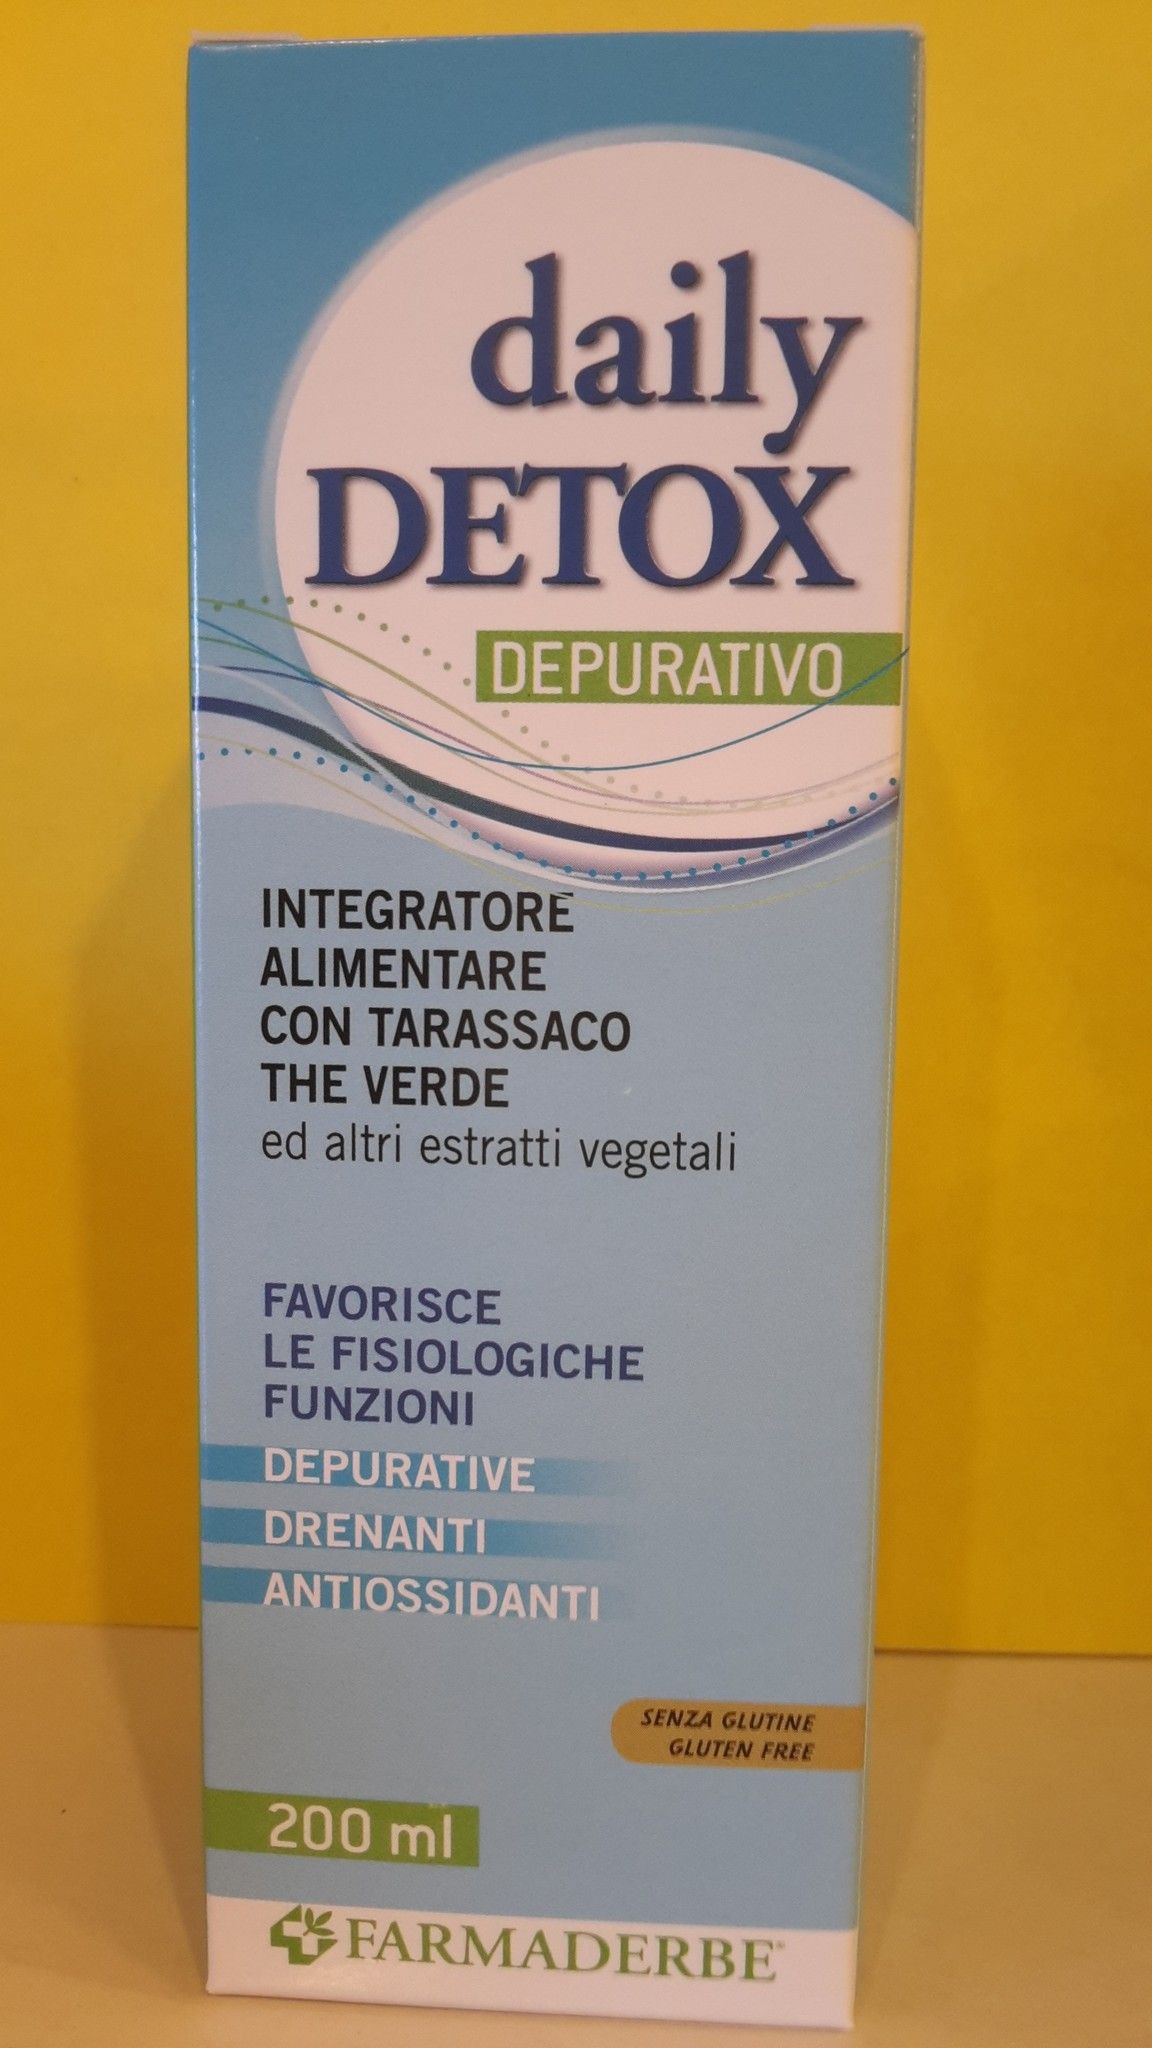 daily
DETOX
DEPURATIVO
INTEGRATORE
ALIMENTARE
CON TARASSACO
THE VERDE
ed altri estratti vegetali
FAVORISCE
LE FISIOLOGICHE
FUNZIONI
DEPURATIVE
DRENANTI
ANTIOSSIDANTI
SENZA GLUTINE
GLUTEN FREE
200 ml
FARMADERBE®